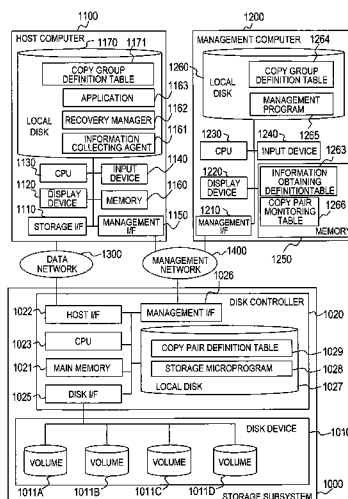 1100
HOST COMPUTER
1170
1171
COPY GROUP
DEFINITION TABLE
1163
APPLICATION
1162
LOCAL
DISK
RECOVERY MANAGER
1161
INFORMATION
COLLECTING AGENT
1130
CPU
INPUT
DEVICE
1140
1120
DISPLAY
DEVICE
MEMORY
1160
1110
STORAGE I/F
MANAGEMENT
I/F
1150
1200
MANAGEMENT COMPUTER
1260
1264
COPY GROUP
DEFINITION TABLE
LOCAL
DISK
MANAGEMENT
PROGRAM
1265
1230
CPU
1240
INPUT DEVICE
1263
1220
DISPLAY
DEVICE
INFORMATION
OBTAINING
DEFINITIONTABLE
1266
COPY PAIR
MONITORING
TABLE
1210
MANAGEMENT
I/F
MEMORY
1250
DATA
NETWORK
1300
MANAGEMENT
NETWORK
1400
1026
DISK CONTROLLER
1022
HOST I/F
MANAGEMENT I/F
1020
1023
CPU
COPY PAIR DEFINITION TABLE
1029
1021
MAIN MEMORY
STORAGE MICROPROGRAM
1028
1025
DISK I/F
LOCAL DISK
1027
DISK DEVICE
1010
VOLUME
VOLUME
VOLUME
VOLUME
1011A
1011B
1011C
1011D
STORAGE SUBSYSTEM
1000